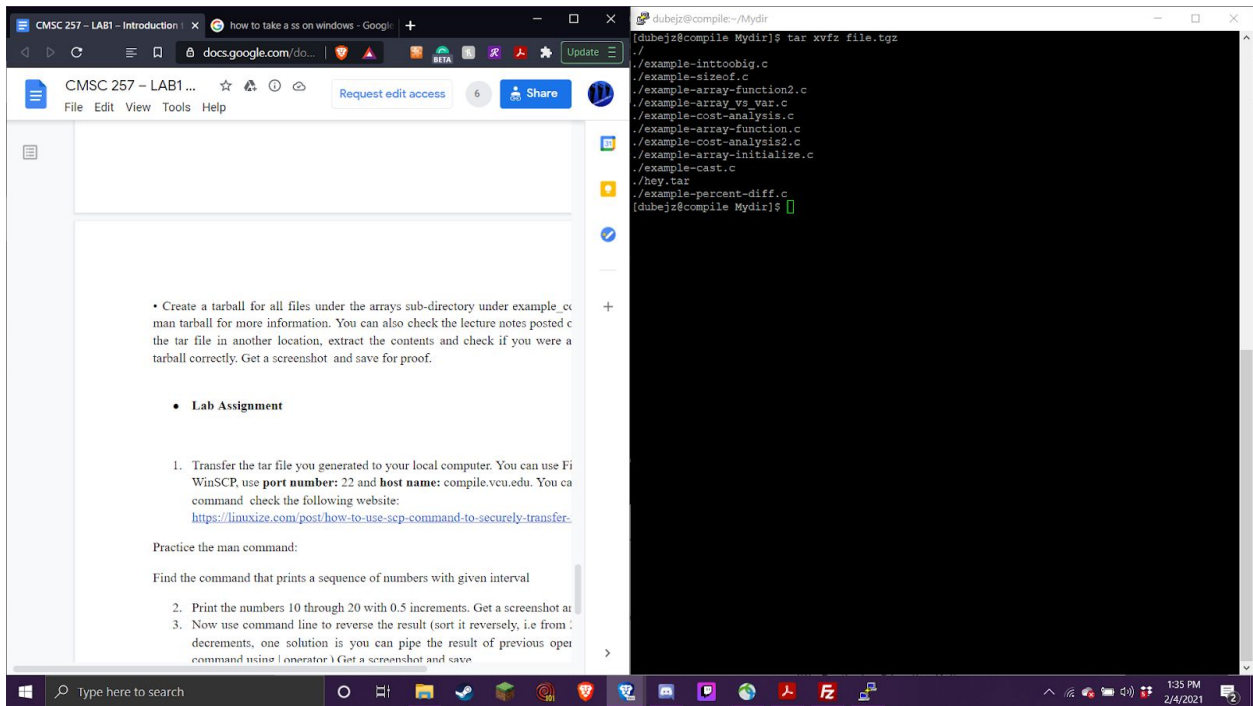 CMSC 257 – LAB1 – Introduction t
how to take a ss on windows - Google
docs.google.com/do...
BETA
Update
CMSC 257 – LAB1 ...
Request edit access
6
Share
File Edit View Tools Help
31
• Create a tarball for all files under the arrays sub-directory under example_co
man tarball for more information. You can also check the lecture notes posted o
the tar file in another location, extract the contents and check if you were a
tarball correctly. Get a screenshot and save for proof.
• Lab Assignment
1. Transfer the tar file you generated to your local computer. You can use Fi
WinSCP, use port number: 22 and host name: compile.vcu.edu. You ca
command check the following website:
https://linuxize.com/post/how-to-use-scp-command-to-securely-transfer-
Practice the man command:
Find the command that prints a sequence of numbers with given interval
2. Print the numbers 10 through 20 with 0.5 increments. Get a screenshot an
3. Now use command line to reverse the result (sort it reversely, i.e from 2
decrements, one solution is you can pipe the result of previous oper
command using | operator.) Get a screenshot and save
dubejz@compile:~/Mydir
[dubejz@compile Mydir]$ tar xvfz file.tgz
./
./example-inttoobig.c
./example-sizeof.c
./example-array-function2.c
./example-array_vs_var.c
./example-cost-analysis.c
./example-array-function.c
./example-cost-analysis2.c
./example-array-initialize.c
./example-cast.c
./hey.tar
./example-percent-diff.c
[dubejz@compile Mydir]$
Type here to search
1:35 PM
2/4/2021
2